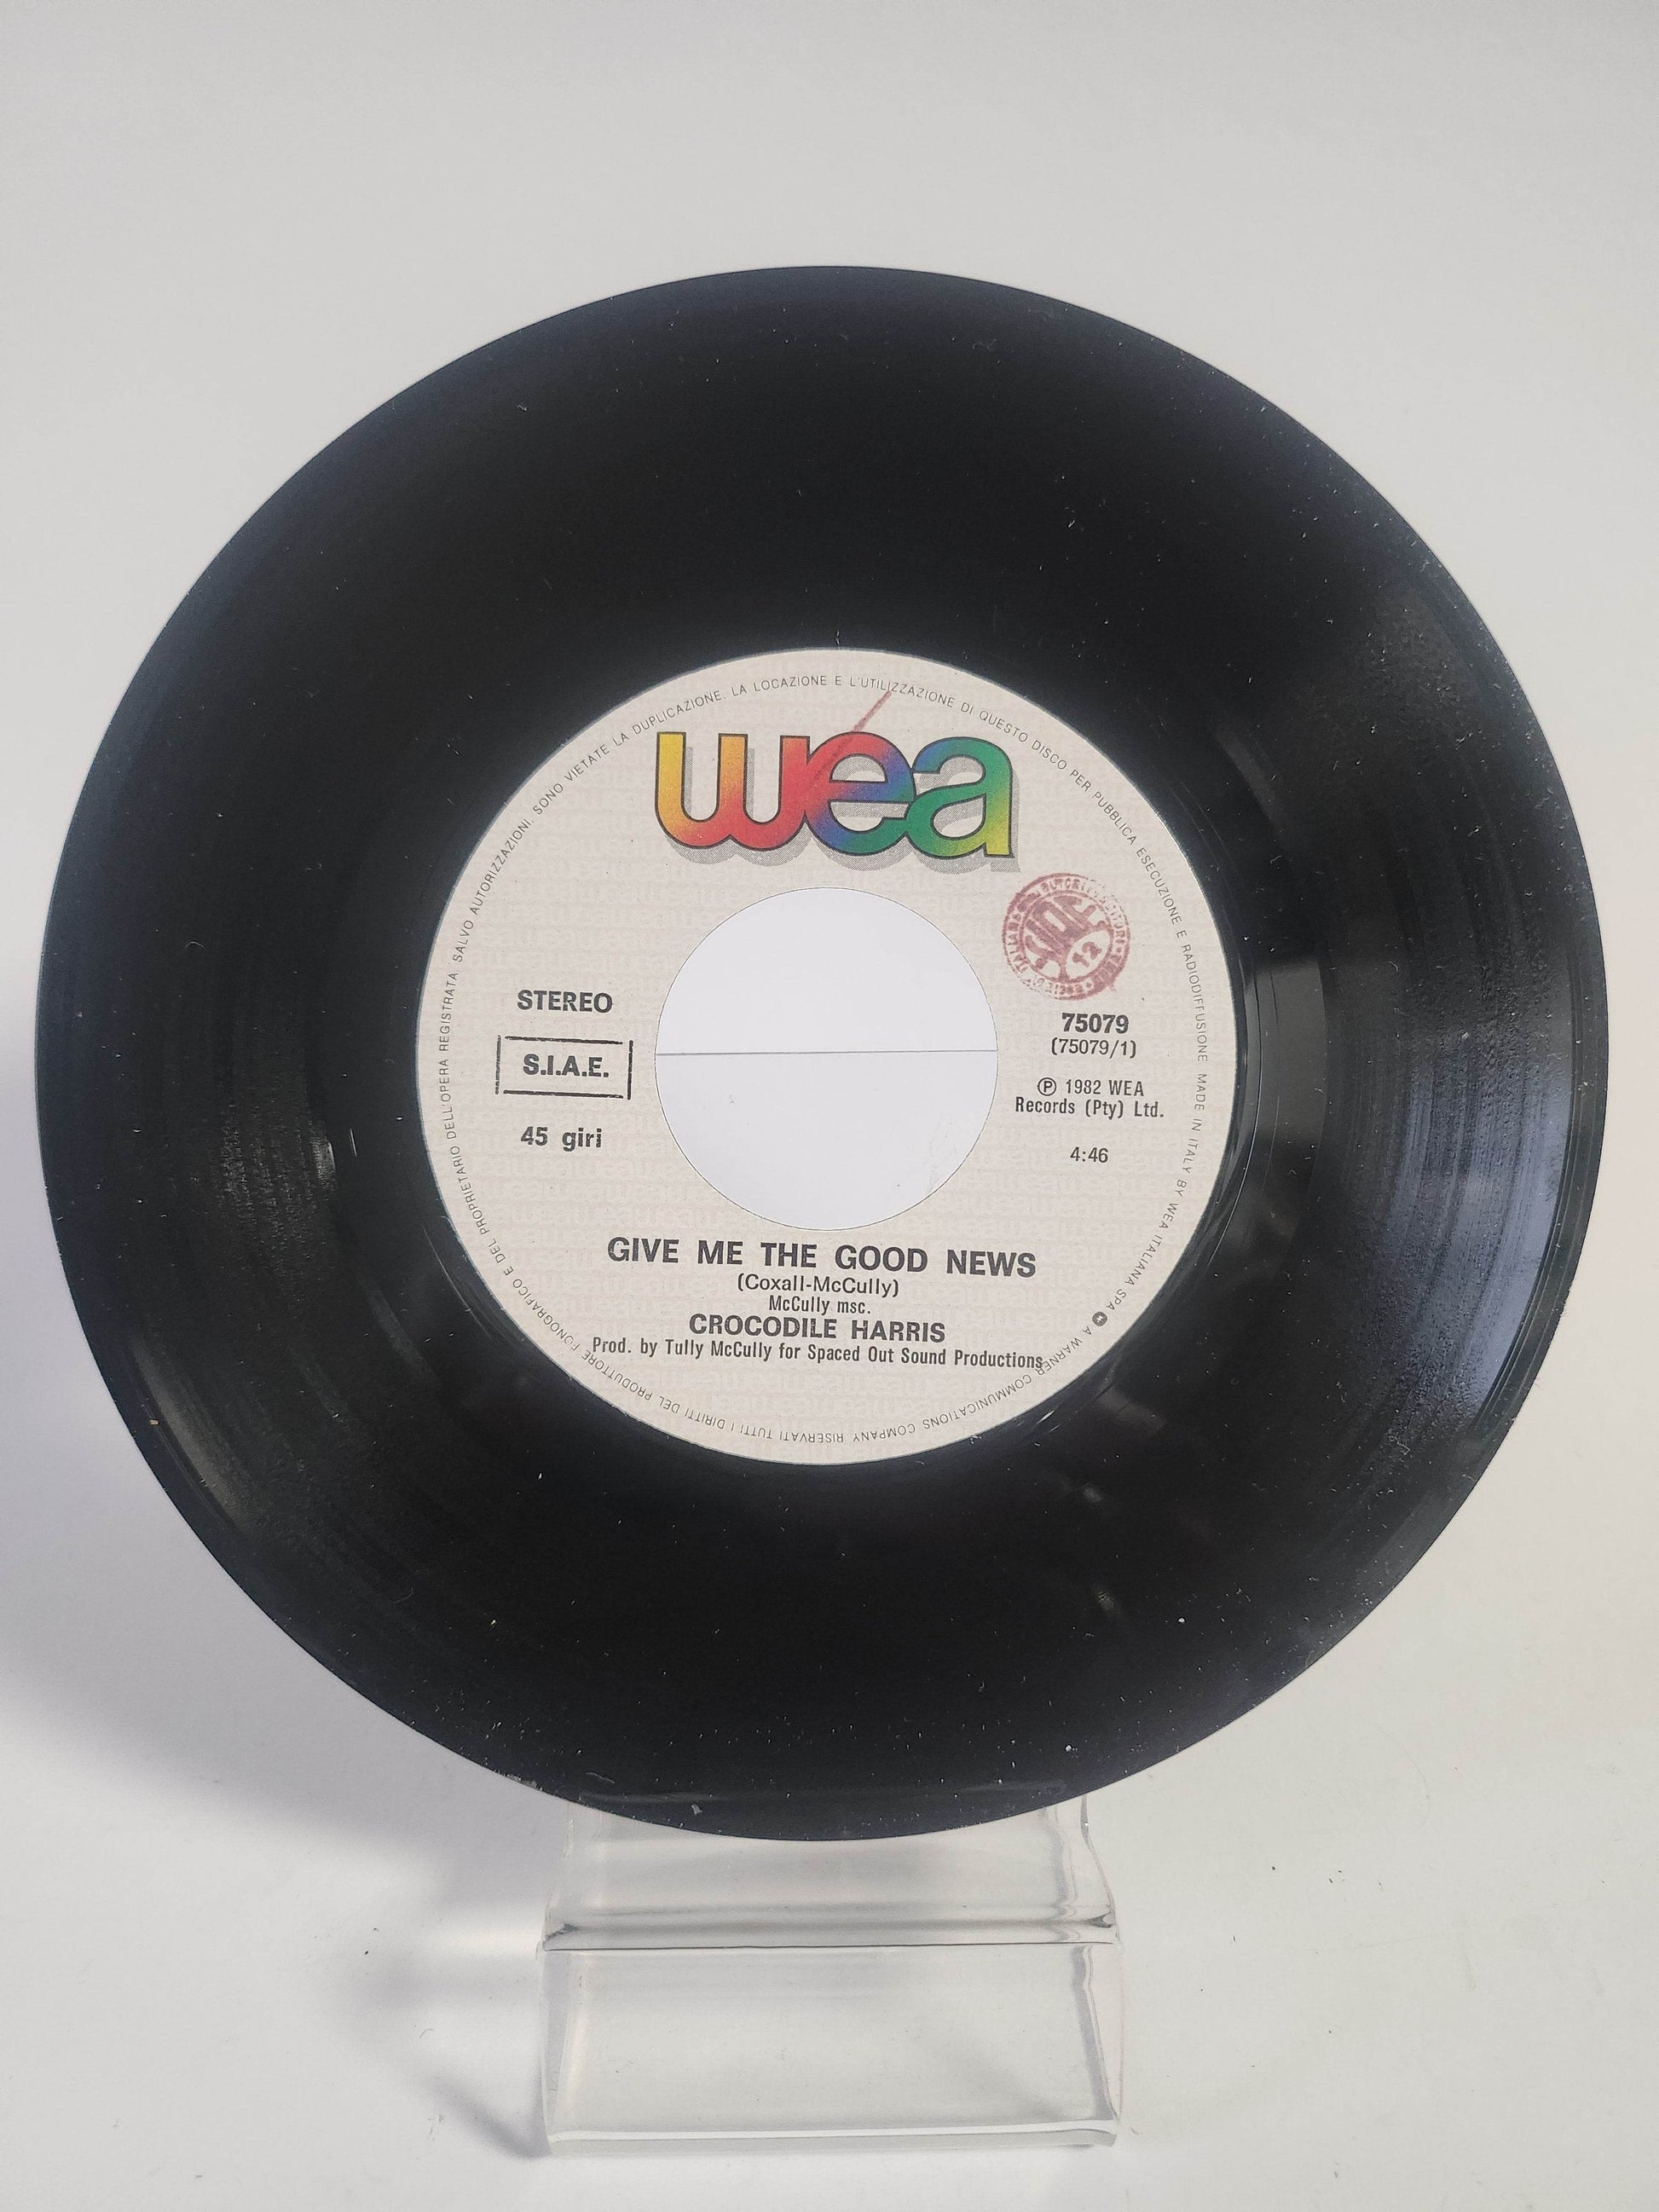 SALVO AUTORIZZAZIONI. SONO VIETATE LA DUPLICAZIONE, LA LOCAZIONE E L'UTILIZZAZIONE DI QUESTO DISCO PER PUBBLICA ESECUZIONE E RADIODIFFUSIONE MADE IN ITALY BY WEA ITALIANA SPA A WARNER COMMUNICATIONS COMPANY RISERVATI TUTTI I DIRITTI DEL PRODUTTORE FONOGRAFICO E DEL PROPRIETARIO DELL'OPERA REGISTRATA
wea
12
STEREO
S.I.A.E.
45 giri
75079
(75079/1)
℗ 1982 WEA
Records (Pty) Ltd.
4:46
GIVE ME THE GOOD NEWS
(Coxall-McCully)
McCully msc.
CROCODILE HARRIS
Prod. by Tully McCully for Spaced Out Sound Productions